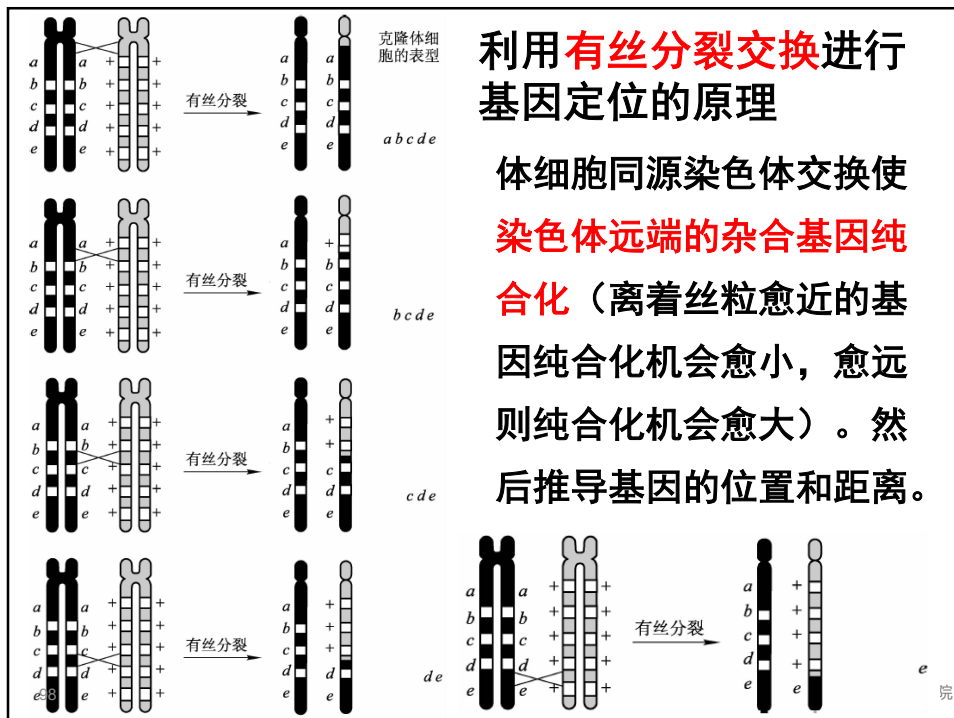 利用有丝分裂交换进行
基因定位的原理
体细胞同源染色体交换使
染色体远端的杂合基因纯
合化（离着丝粒愈近的基
因纯合化机会愈小，愈远
则纯合化机会愈大）。然
后推导基因的位置和距离。
克隆体细
胞的表型
a a + + a a
b b + + b b
c c + + c c
d d + + d d
e e + + e e
有丝分裂
a b c d e
a a + + a +
b b + + b b
c c + + c c
d d + + d d
e e + + e e
有丝分裂
b c d e
a a + + a +
b b + + b +
c c + + c c
d d + + d d
e e + + e e
有丝分裂
c d e
a a + + a +
b b + + b +
c c + + c +
d d + + d d
e e + + e e
有丝分裂
d e
a a + + a +
b b + + b +
c c + + c +
d d + + d +
e e + + e e
有丝分裂
e
98
院